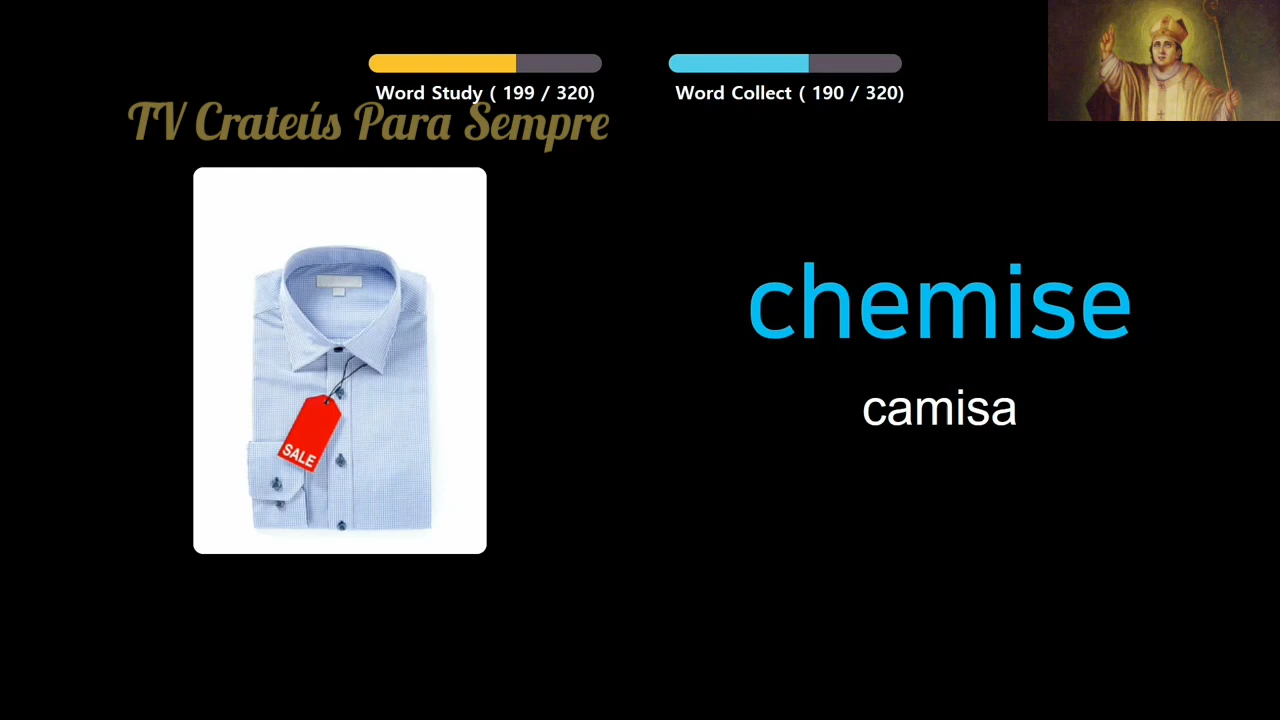 Word Study ( 199 / 320)
Word Collect ( 190 / 320)
TV Crateús Para Sempre
SALE
chemise
camisa